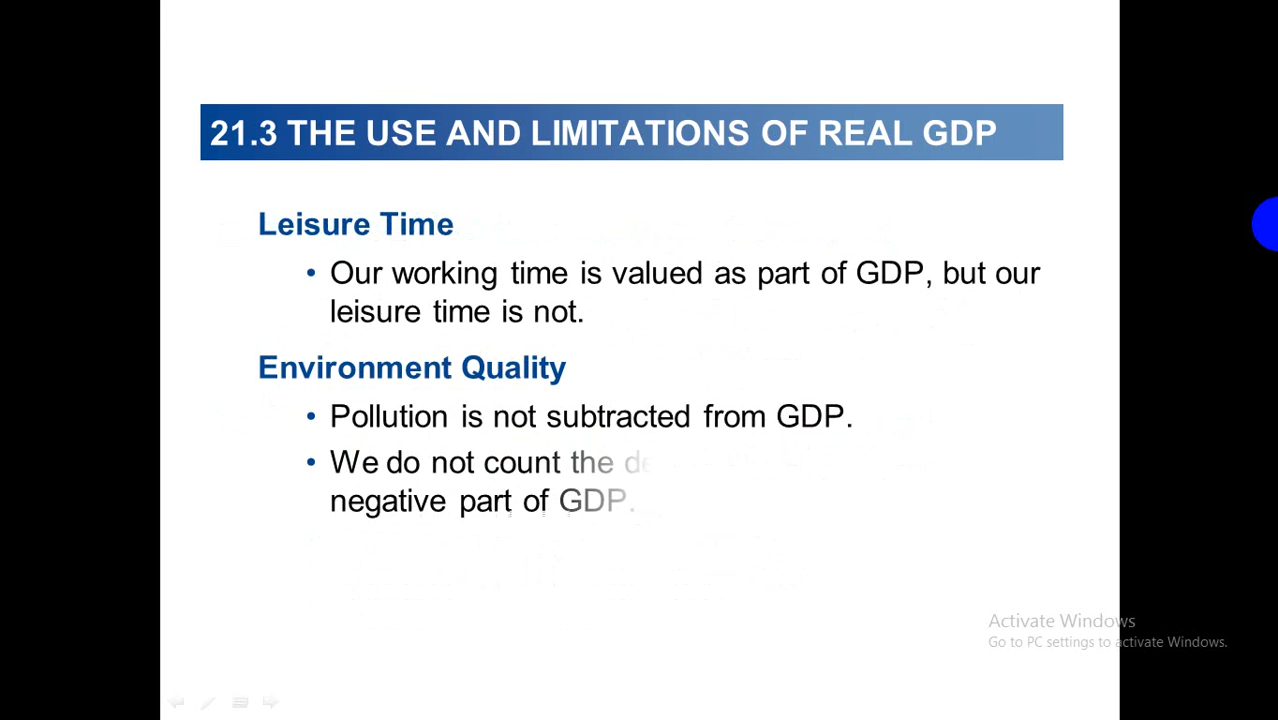 21.3 THE USE AND LIMITATIONS OF REAL GDP
Leisure Time
• Our working time is valued as part of GDP, but our
leisure time is not.
Environment Quality
• Pollution is not subtracted from GDP.
• We do not count the
negative part of GDP.
Activate Windows
Go to PC settings to activate Windows.